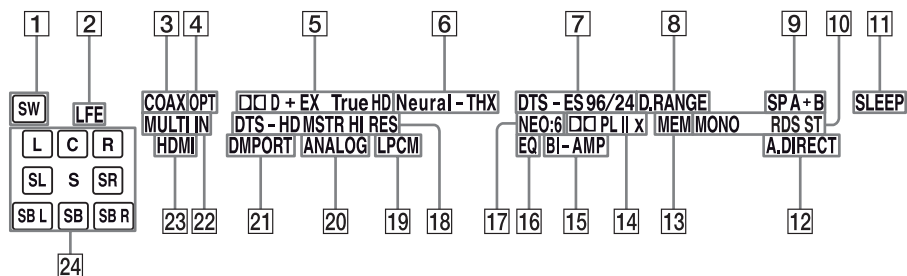 1 2 3 4 5 6 7 8 9 10 11
SW LFE COAX OPT D + EX True HD Neural - THX DTS - ES 96/24 D.RANGE SP A + B SLEEP
MULTI IN DTS - HD MSTR HI RES NEO:6 PL II x MEM MONO RDS ST
L C R HDMI DMPORT ANALOG LPCM EQ BI - AMP A.DIRECT
SL S SR
SB L SB SB R
23 22 21 20 19 18 17 16 15 14 13 12
24